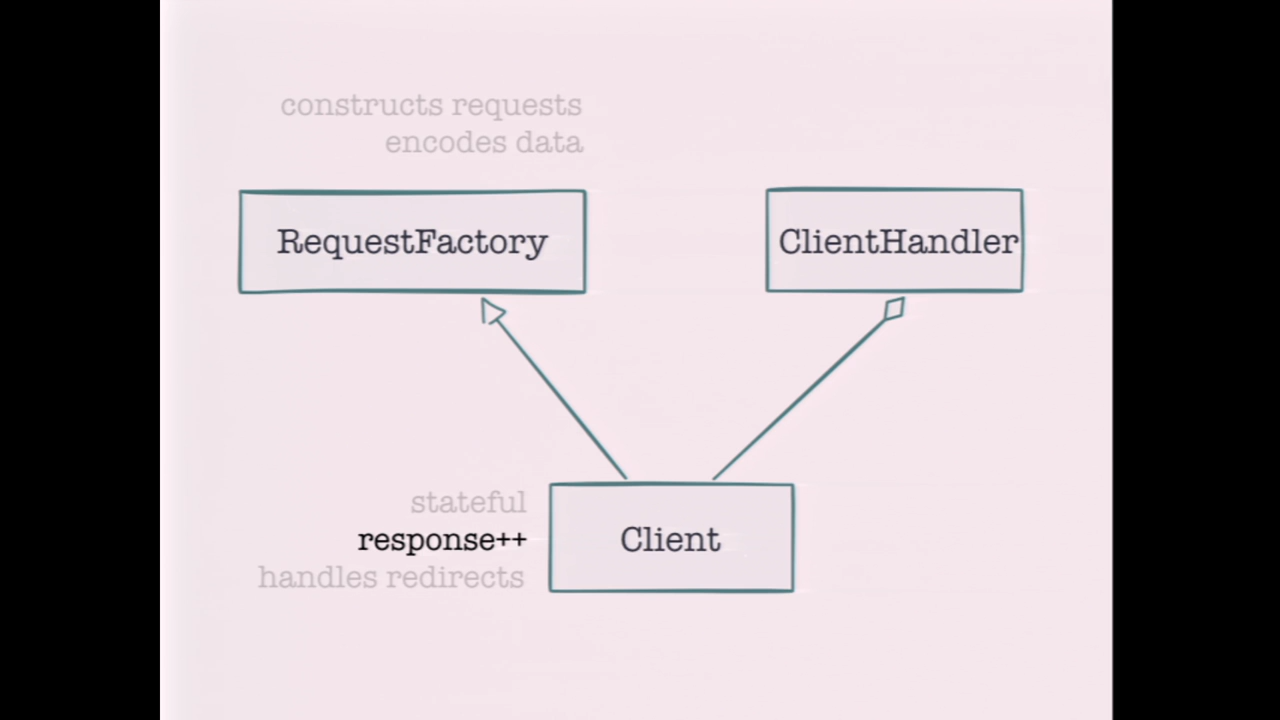 constructs requests
encodes data
RequestFactory
ClientHandler
stateful
response++
handles redirects
Client